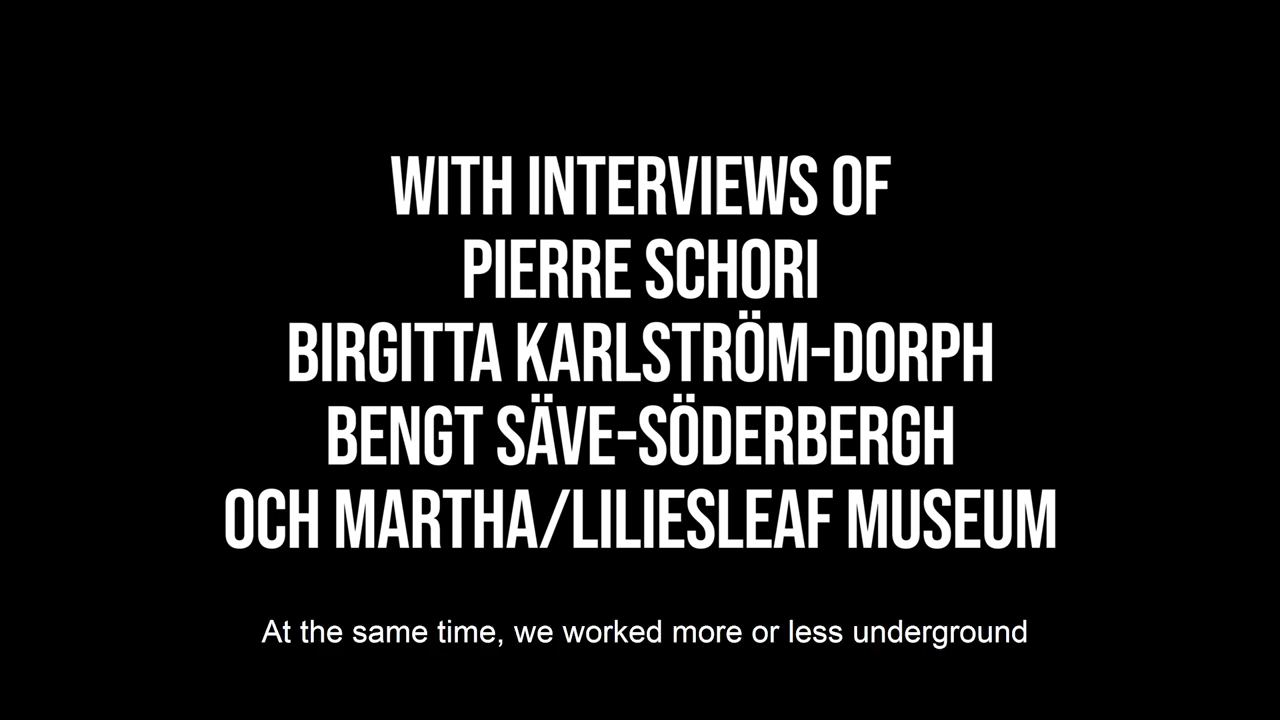 WITH INTERVIEWS OF
PIERRE SCHORI
BIRGITTA KARLSTRÖM-DORPH
BENGT SÄVE-SÖDERBERGH
OCH MARTHA/LILIESLEAF MUSEUM
At the same time, we worked more or less underground